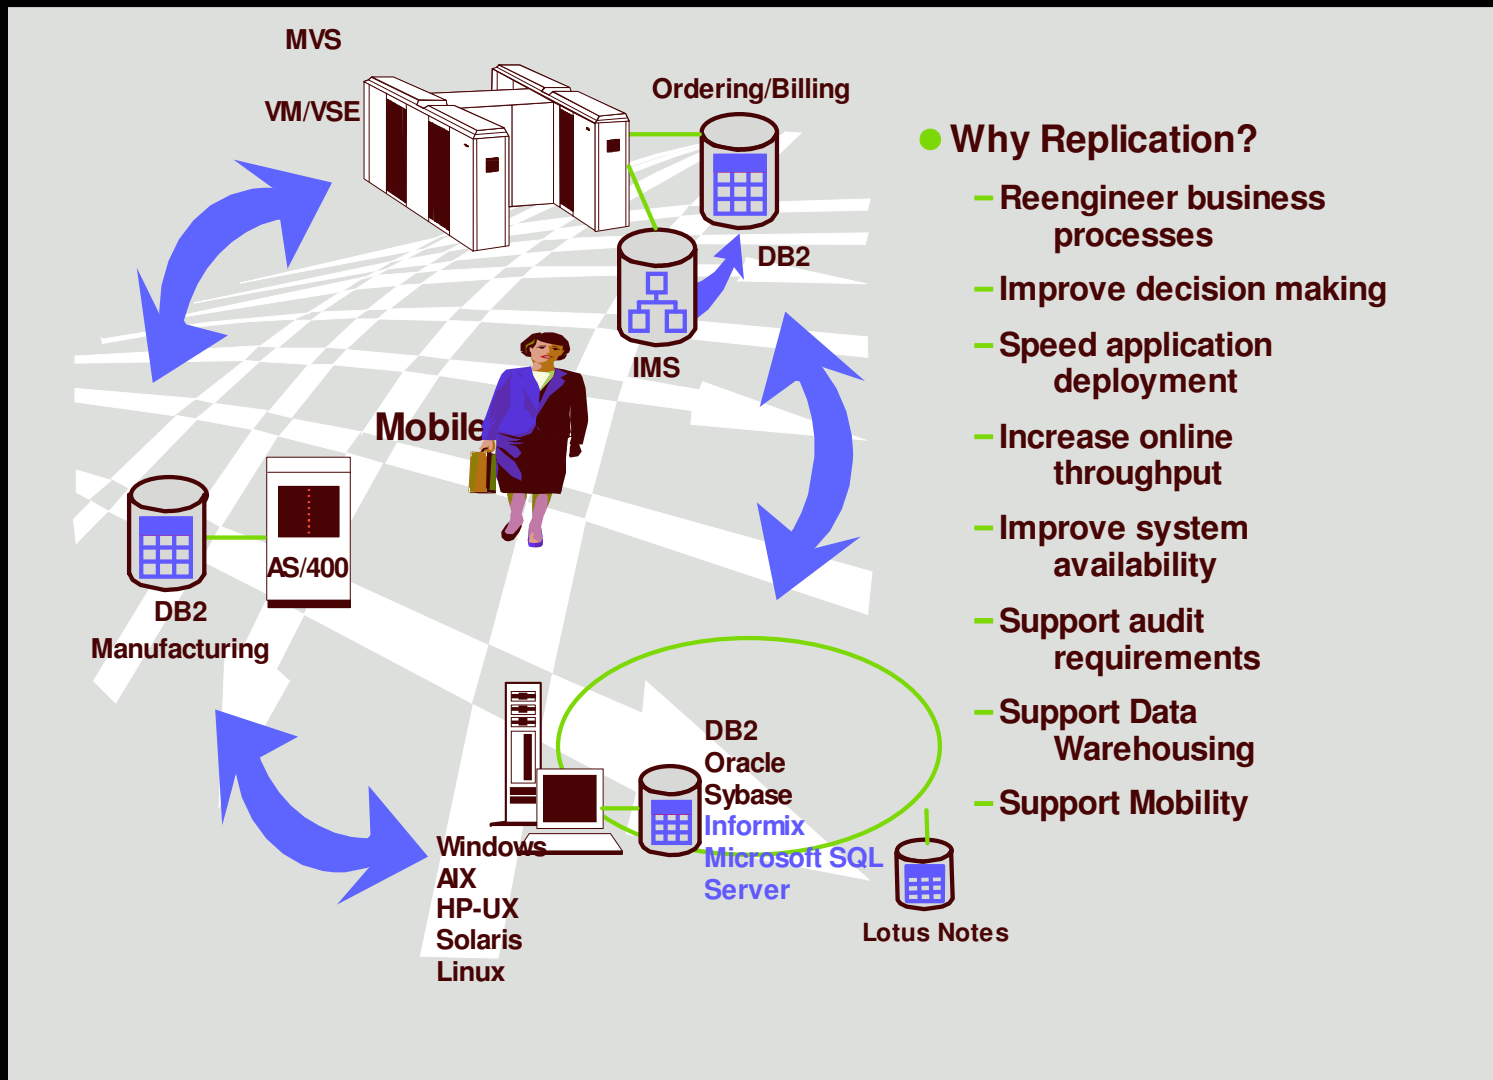 MVS
VM/VSE
Ordering/Billing
DB2
IMS
Mobile
AS/400
DB2
Manufacturing
DB2
Oracle
Sybase
Informix
Microsoft SQL
Server
Windows
AIX
HP-UX
Solaris
Linux
Lotus Notes
Why Replication?
– Reengineer business
processes
– Improve decision making
– Speed application
deployment
– Increase online
throughput
– Improve system
availability
– Support audit
requirements
– Support Data
Warehousing
– Support Mobility